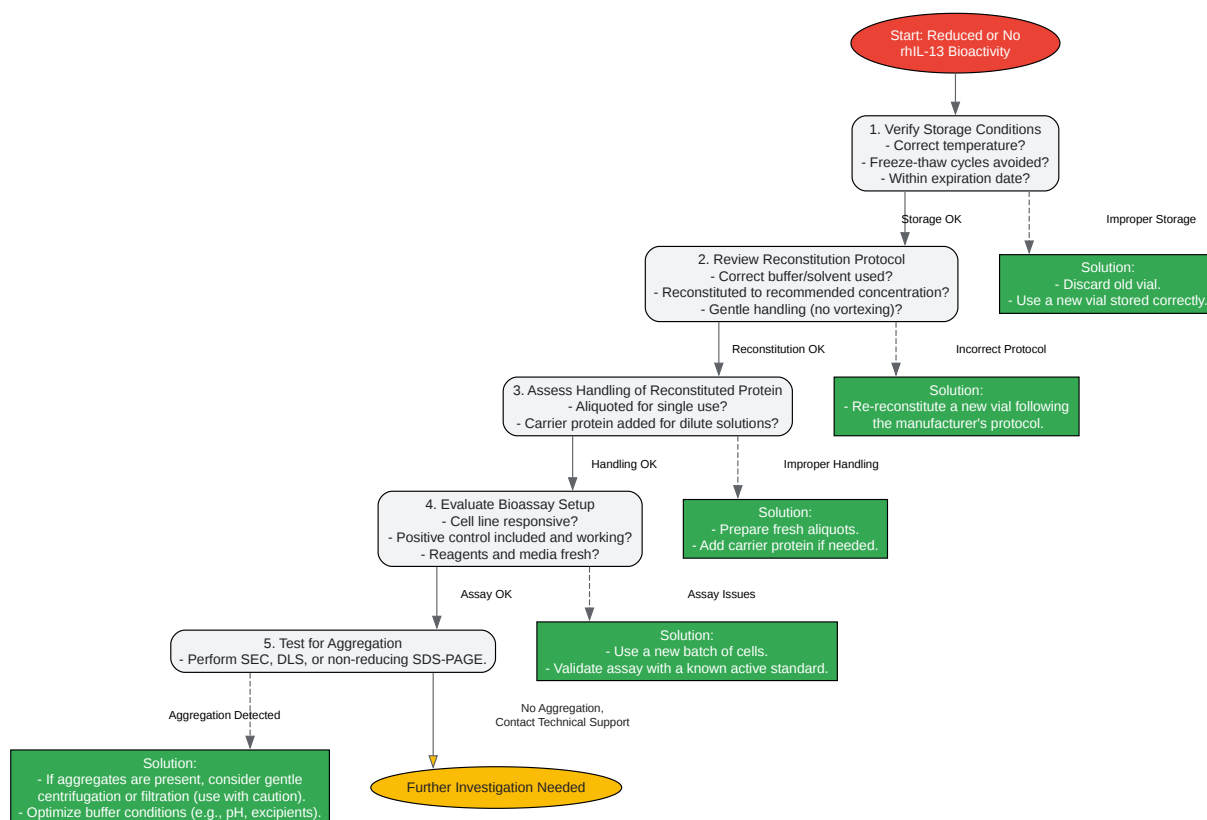 Start: Reduced or No
rhIL-13 Bioactivity
1. Verify Storage Conditions
- Correct temperature?
- Freeze-thaw cycles avoided?
- Within expiration date?
Storage OK
Improper Storage
2. Review Reconstitution Protocol
- Correct buffer/solvent used?
- Reconstituted to recommended concentration?
- Gentle handling (no vortexing)?
Solution:
- Discard old vial.
- Use a new vial stored correctly.
Reconstitution OK
Incorrect Protocol
3. Assess Handling of Reconstituted Protein
- Aliquoted for single use?
- Carrier protein added for dilute solutions?
Solution:
- Re-reconstitute a new vial following
the manufacturer's protocol.
Handling OK
Improper Handling
4. Evaluate Bioassay Setup
- Cell line responsive?
- Positive control included and working?
- Reagents and media fresh?
Solution:
- Prepare fresh aliquots.
- Add carrier protein if needed.
Assay OK
Assay Issues
5. Test for Aggregation
- Perform SEC, DLS, or non-reducing SDS-PAGE.
Solution:
- Use a new batch of cells.
- Validate assay with a known active standard.
Aggregation Detected
No Aggregation,
Contact Technical Support
Solution:
- If aggregates are present, consider gentle
centrifugation or filtration (use with caution).
- Optimize buffer conditions (e.g., pH, excipients).
Further Investigation Needed